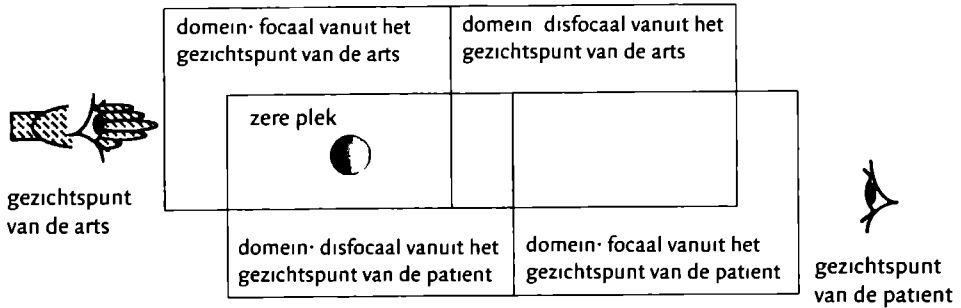 domein· focaal vanuit het
gezichtspunt van de arts
domein disfocaal vanuit het
gezichtspunt van de arts
zere plek
gezichtspunt
van de arts
domein· disfocaal vanuit het
gezichtspunt van de patient
domein· focaal vanuit het
gezichtspunt van de patient
gezichtspunt
van de patient